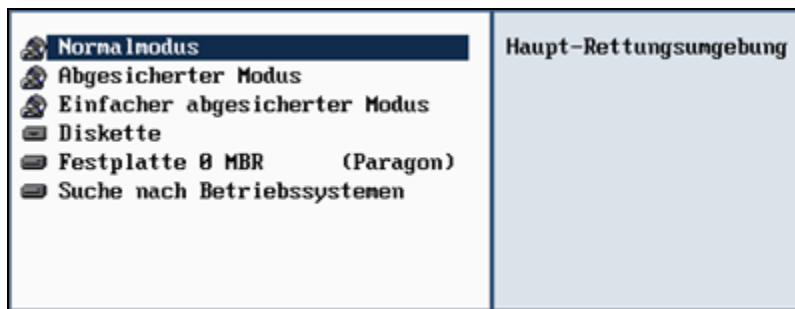 Normalmodus
Abgesicherter Modus
Einfacher abgesicherter Modus
Diskette
Festplatte 0 MBR (Paragon)
Suche nach Betriebssystemen
Haupt-Rettungsumgebung